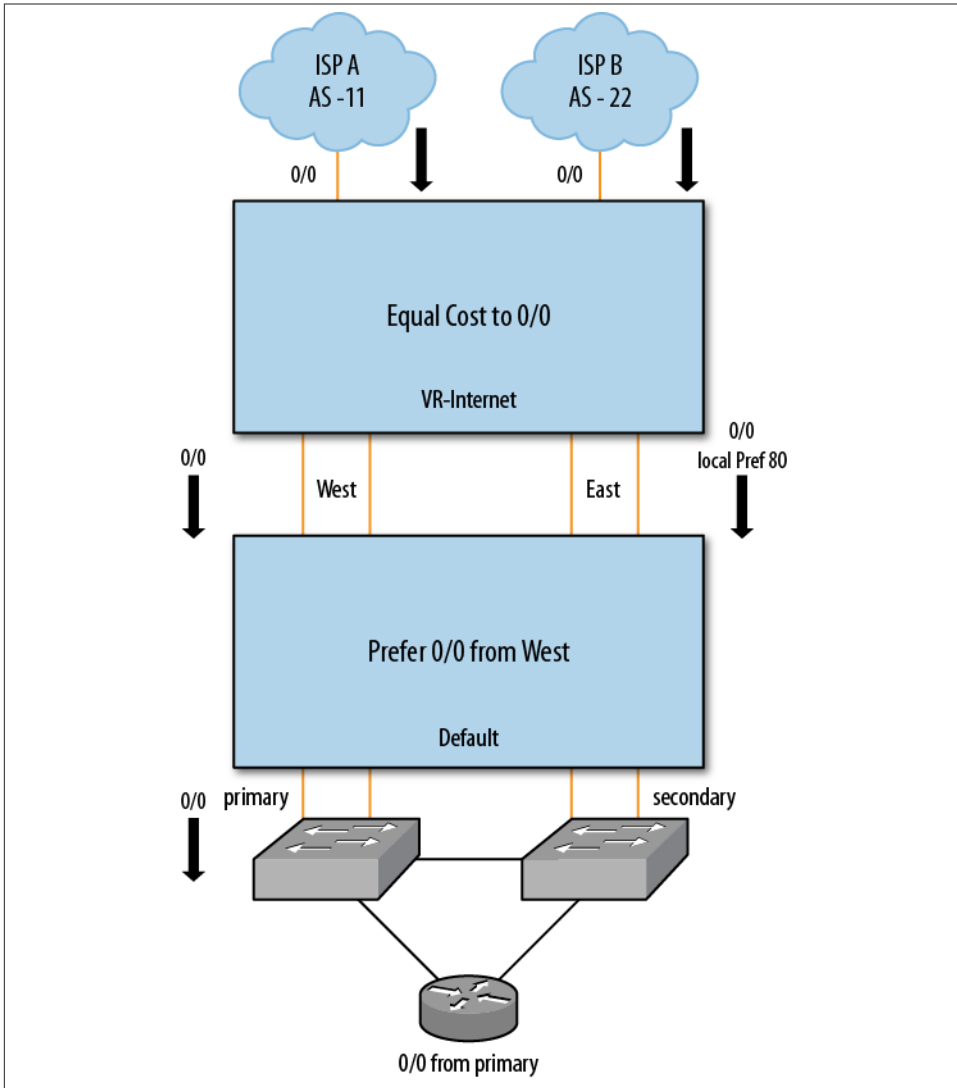 ISP A
AS -11
ISP B
AS - 22
0/0
0/0
Equal Cost to 0/0
VR-Internet
0/0
0/0
local Pref 80
West
East
Prefer 0/0 from West
Default
0/0
primary
secondary
0/0 from primary